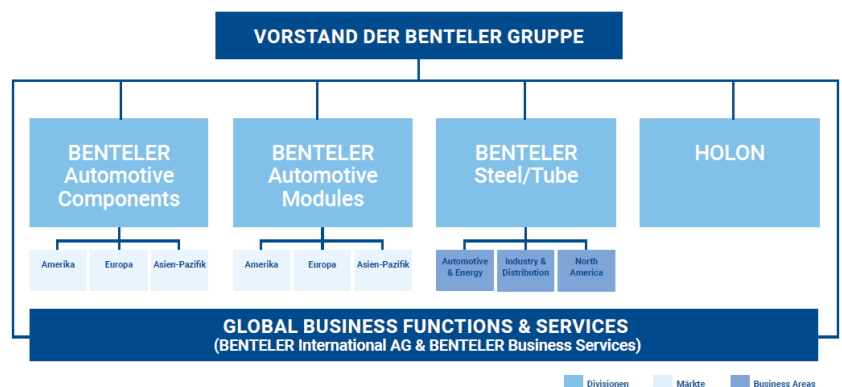 VORSTAND DER BENTELER GRUPPE
BENTELER
Automotive
Components
BENTELER
Automotive
Modules
BENTELER
Steel/Tube
HOLON
Amerika
Europa
Asien-Pazifik
Amerika
Europa
Asien-Pazifik
Automotive
& Energy
Industry &
Distribution
North
America
GLOBAL BUSINESS FUNCTIONS & SERVICES
(BENTELER International AG & BENTELER Business Services)
Divisionen
Märkte
Business Areas